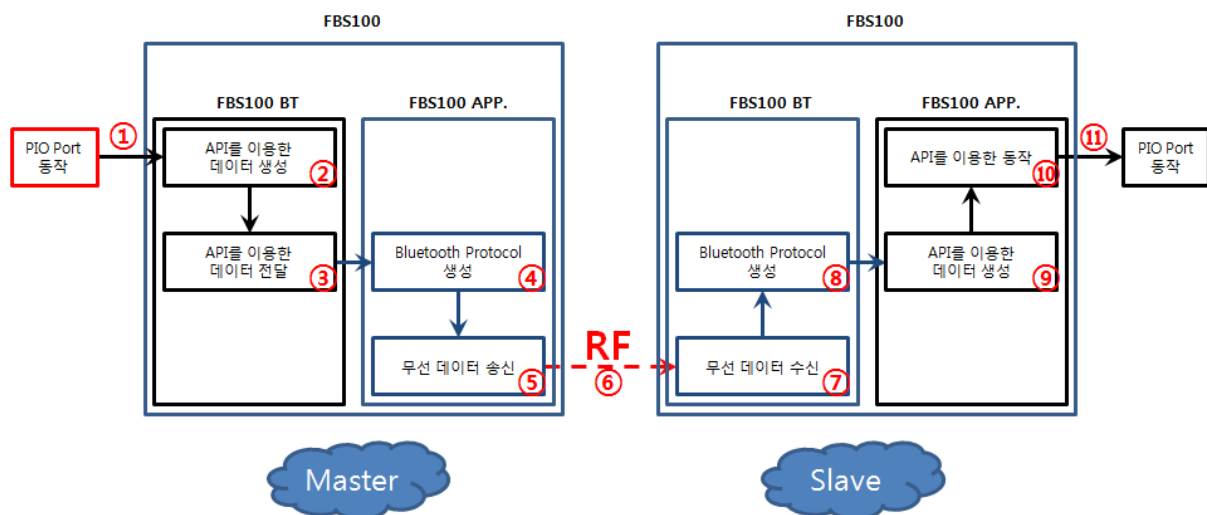 FBS100
FBS100 BT
FBS100 APP.
PIO Port
동작
①
API를 이용한
데이터 생성
②
API를 이용한
데이터 전달
③
Bluetooth Protocol
생성
④
무선 데이터 송신
⑤
RF
⑥
FBS100
FBS100 BT
FBS100 APP.
무선 데이터 수신
⑦
Bluetooth Protocol
생성
⑧
API를 이용한
데이터 생성
⑨
API를 이용한 동작
⑩
⑪
PIO Port
동작
Master
Slave